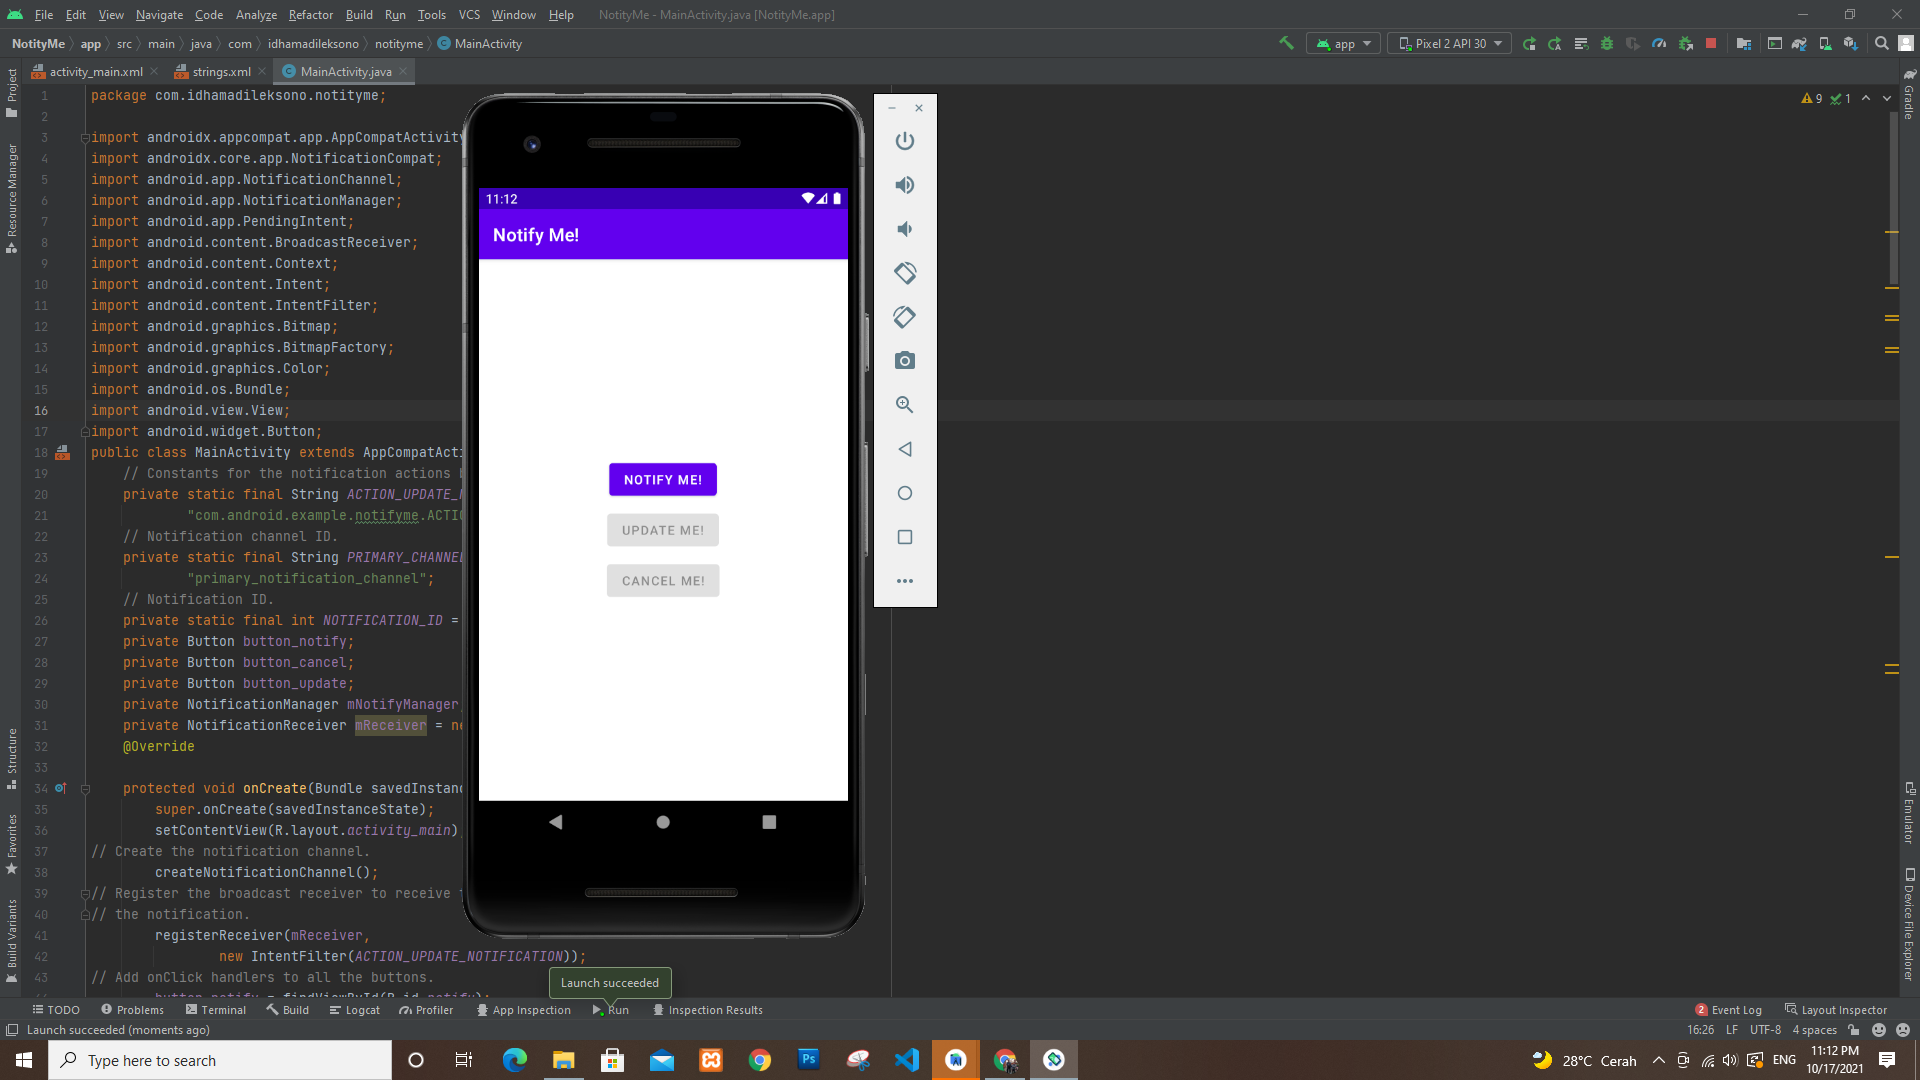 File Edit View Navigate Code Analyze Refactor Build Run Tools VCS Window Help NotityMe - MainActivity.java [NotityMe.app]
NotityMe app src main java com idhamadileksono notityme MainActivity app Pixel 2 API 30
activity_main.xml strings.xml MainActivity.java
Project
Resource Manager
Structure
Favorites
Build Variants
1 package com.idhamadileksono.notityme;
2
3 import androidx.appcompat.app.AppCompatActivity
4 import androidx.core.app.NotificationCompat;
5 import android.app.NotificationChannel;
6 import android.app.NotificationManager;
7 import android.app.PendingIntent;
8 import android.content.BroadcastReceiver;
9 import android.content.Context;
10 import android.content.Intent;
11 import android.content.IntentFilter;
12 import android.graphics.Bitmap;
13 import android.graphics.BitmapFactory;
14 import android.graphics.Color;
15 import android.os.Bundle;
16 import android.view.View;
17 import android.widget.Button;
18 public class MainActivity extends AppCompatActi
19 // Constants for the notification actions
20 private static final String ACTION_UPDATE_
21 "com.android.example.notifyme.ACTIO
22 // Notification channel ID.
23 private static final String PRIMARY_CHANNEL
24 "primary_notification_channel";
25 // Notification ID.
26 private static final int NOTIFICATION_ID =
27 private Button button_notify;
28 private Button button_cancel;
29 private Button button_update;
30 private NotificationManager mNotifyManager
31 private NotificationReceiver mReceiver = ne
32 @Override
33
34 protected void onCreate(Bundle savedInstanc
35 super.onCreate(savedInstanceState);
36 setContentView(R.layout.activity_main)
37 // Create the notification channel.
38 createNotificationChannel();
39 // Register the broadcast receiver to receive
40 // the notification.
41 registerReceiver(mReceiver,
42 new IntentFilter(ACTION_UPDATE_NOTIFICATION));
43 // Add onClick handlers to all the buttons.
11:12
Notify Me!
NOTIFY ME!
UPDATE ME!
CANCEL ME!
9 1
Gradle
Emulator
Device File Explorer
Launch succeeded
TODO Problems Terminal Build Logcat Profiler App Inspection Run Inspection Results 2 Event Log Layout Inspector
Launch succeeded (moments ago) 16:26 LF UTF-8 4 spaces
Type here to search
Ps
28°C Cerah ENG
11:12 PM
10/17/2021